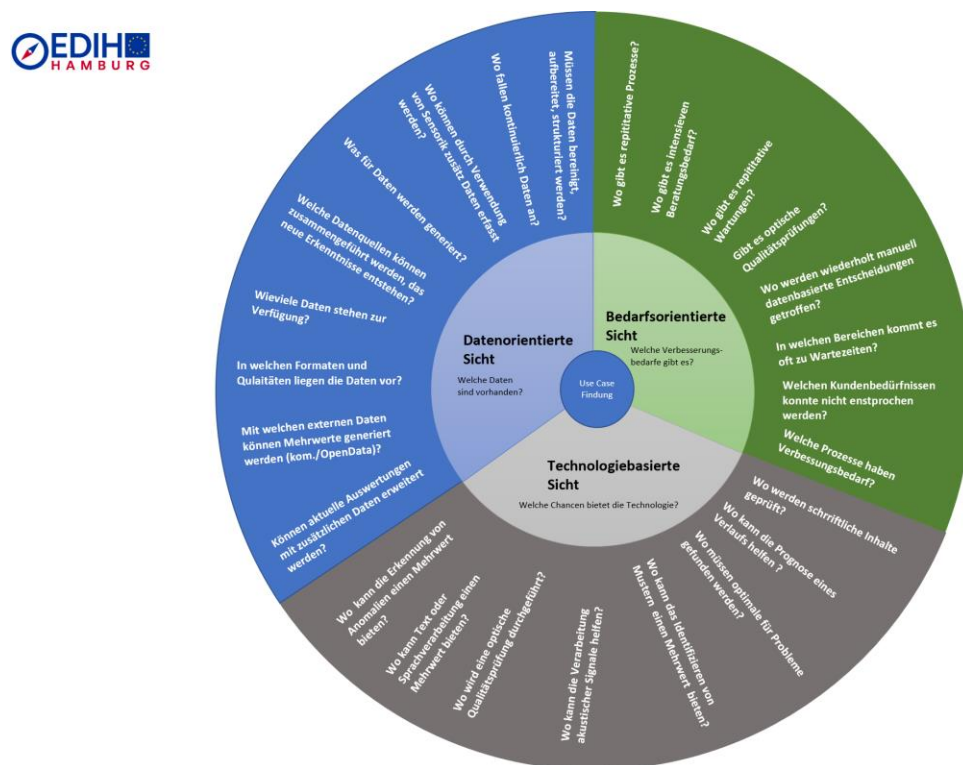 EDIH
HAMBURG
Müssen die Daten bereinigt,
aufbereitet, strukturiert werden?
Wo fallen kontinuierlich Daten an?
Wo können durch Verwendung
von Sensorik zusätz Daten erfasst
werden?
Was für Daten werden generiert?
Welche Datenquellen können
zusammengeführt werden, das
neue Erkenntnisse entstehen?
Wieviele Daten stehen zur
Verfügung?
In welchen Formaten und
Qulaitäten liegen die Daten vor?
Mit welchen externen Daten
können Mehrwerte generiert
werden (kom./OpenData)?
Können aktuelle Auswertungen
mit zusätzlichen Daten erweitert
werden?
Wo gibt es repititative Prozesse?
Wo gibt es intensieven
Beratungsbedarf?
Wo gibt es repititative
Wartungen?
Gibt es optische
Qualitätsprüfungen?
Wo werden wiederholt manuell
datenbasierte Entscheidungen
getroffen?
In welchen Bereichen kommt es
oft zu Wartezeiten?
Welchen Kundenbedürfnissen
konnte nicht enstprochen
werden?
Welche Prozesse haben
Verbessungsbedarf?
Datenorientierte
Sicht
Welche Daten
sind vorhanden?
Bedarfsorientierte
Sicht
Welche Verbesserungs-
bedarfe gibt es?
Use Case
Findung
Technologiebasierte
Sicht
Welche Chancen bietet die Technologie?
Wo werden schrriftliche Inhalte
geprüft?
Wo kann die Prognose eines
Verlaufs helfen ?
Wo müssen optimale für Probleme
gefunden werden?
Wo kann das Identifizieren von
Mustern einen Mehrwert bieten?
Wo kann die Verarbeitung
akustischer Signale helfen?
Wo wird eine optische
Qualitätsprüfung durchgeführt?
Wo kann Text oder
Sprachverarbeitung einen
Mehrwert bieten?
Wo kann die Erkennung von
Anomalien einen Mehrwert
bieten?